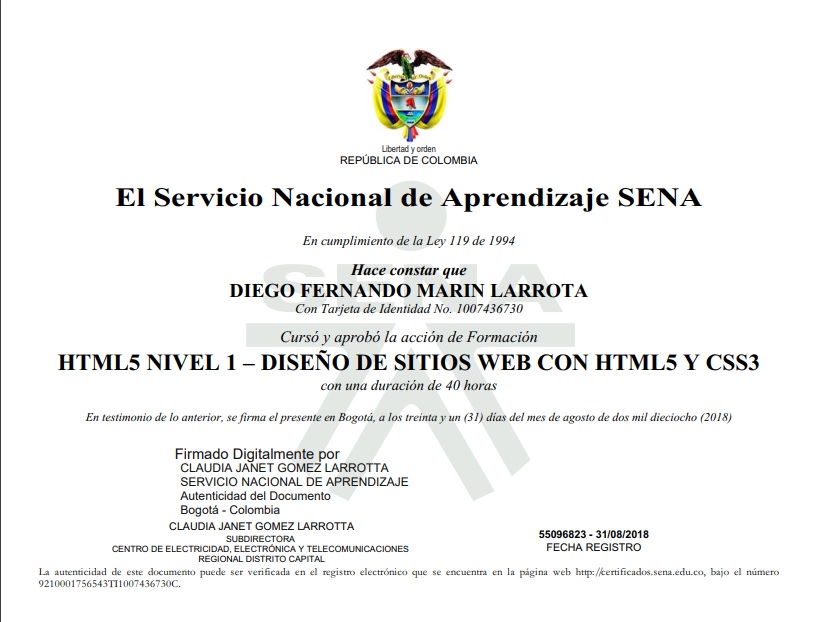 Libertad y orden
REPÚBLICA DE COLOMBIA
El Servicio Nacional de Aprendizaje SENA
En cumplimiento de la Ley 119 de 1994
SENA
Hace constar que
DIEGO FERNANDO MARIN LARROTA
Con Tarjeta de Identidad No. 1007436730
Cursó y aprobó la acción de Formación
HTML5 NIVEL 1 – DISEÑO DE SITIOS WEB CON HTML5 Y CSS3
con una duración de 40 horas
En testimonio de lo anterior, se firma el presente en Bogotá, a los treinta y un (31) días del mes de agosto de dos mil dieciocho (2018)
Firmado Digitalmente por
CLAUDIA JANET GOMEZ LARROTTA
SERVICIO NACIONAL DE APRENDIZAJE
Autenticidad del Documento
Bogotá - Colombia
CLAUDIA JANET GOMEZ LARROTTA
SUBDIRECTORA
CENTRO DE ELECTRICIDAD, ELECTRÓNICA Y TELECOMUNICACIONES
REGIONAL DISTRITO CAPITAL
55096823 - 31/08/2018
FECHA REGISTRO
La autenticidad de este documento puede ser verificada en el registro electrónico que se encuentra en la página web http://certificados.sena.edu.co, bajo el número
9210001756543TI1007436730C.